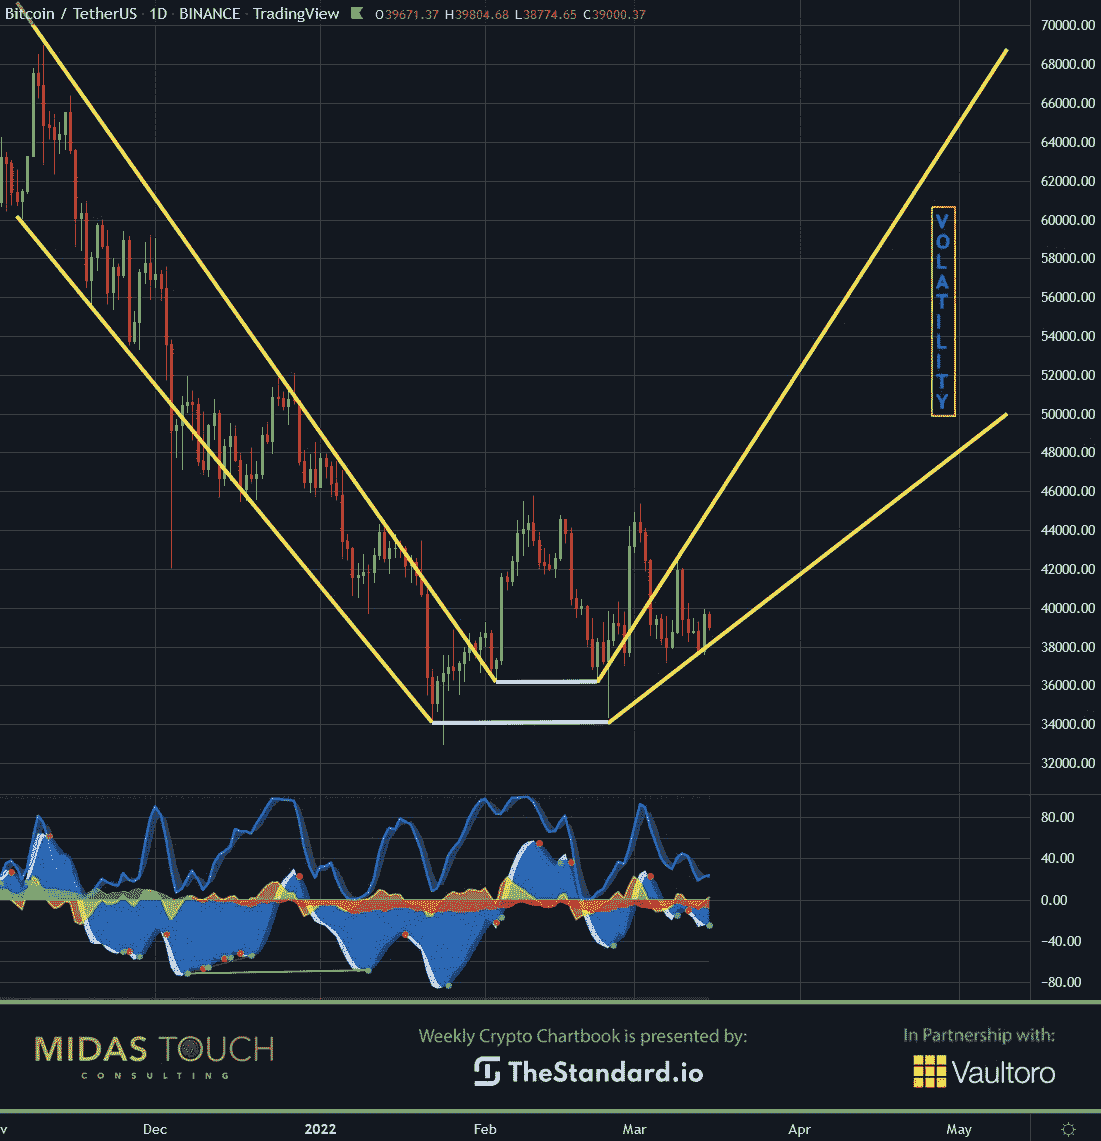 Bitcoin / TetherUS · 1D · BINANCE · TradingView O39671.37 H39804.68 L38774.65 C39000.37
70000.00
68000.00
66000.00
64000.00
62000.00
60000.00
58000.00
56000.00
54000.00
52000.00
50000.00
48000.00
46000.00
44000.00
42000.00
40000.00
38000.00
36000.00
34000.00
32000.00
VOLATILITY
80.00
40.00
0.00
−40.00
−80.00
MIDAS TOUCH
CONSULTING
Weekly Crypto Chartbook is presented by:
TheStandard.io
In Partnership with:
Vaultoro
v Dec 2022 Feb Mar Apr May